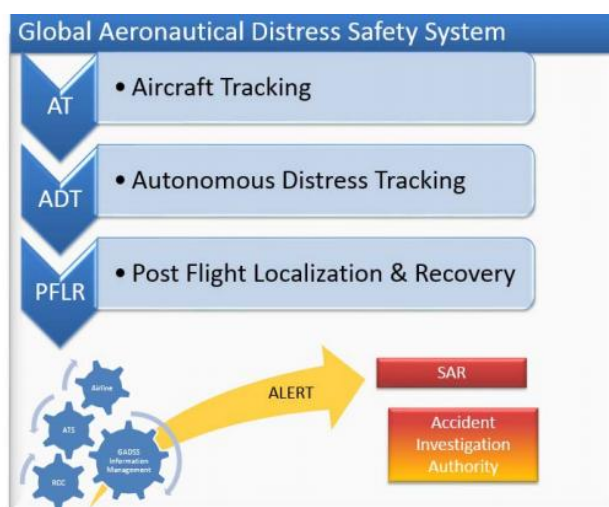 Global Aeronautical Distress Safety System
AT
• Aircraft Tracking
ADT
• Autonomous Distress Tracking
PFLR
• Post Flight Localization & Recovery
Airline
ATS
GADSS
Information
Management
RCC
ALERT
SAR
Accident
Investigation
Authority